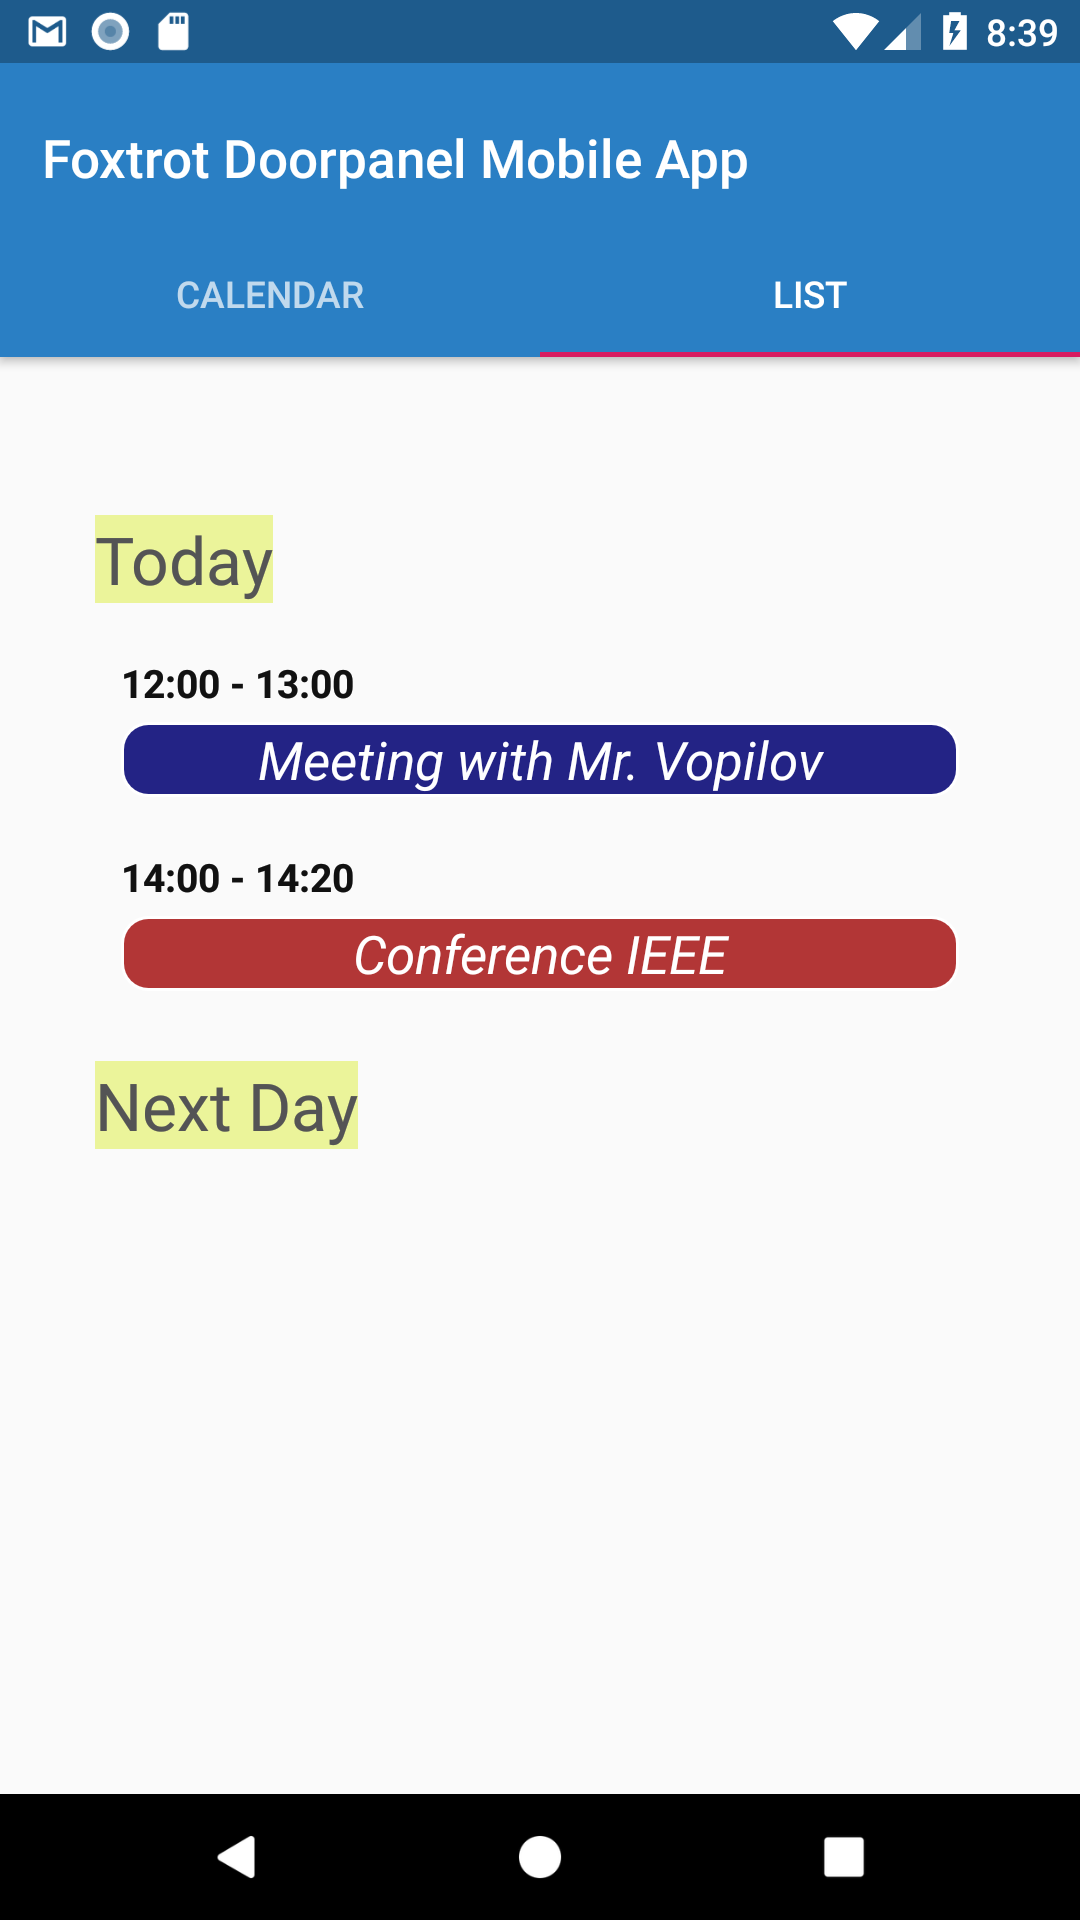 8:39
Foxtrot Doorpanel Mobile App
CALENDAR
LIST
Today
12:00 - 13:00
Meeting with Mr. Vopilov
14:00 - 14:20
Conference IEEE
Next Day